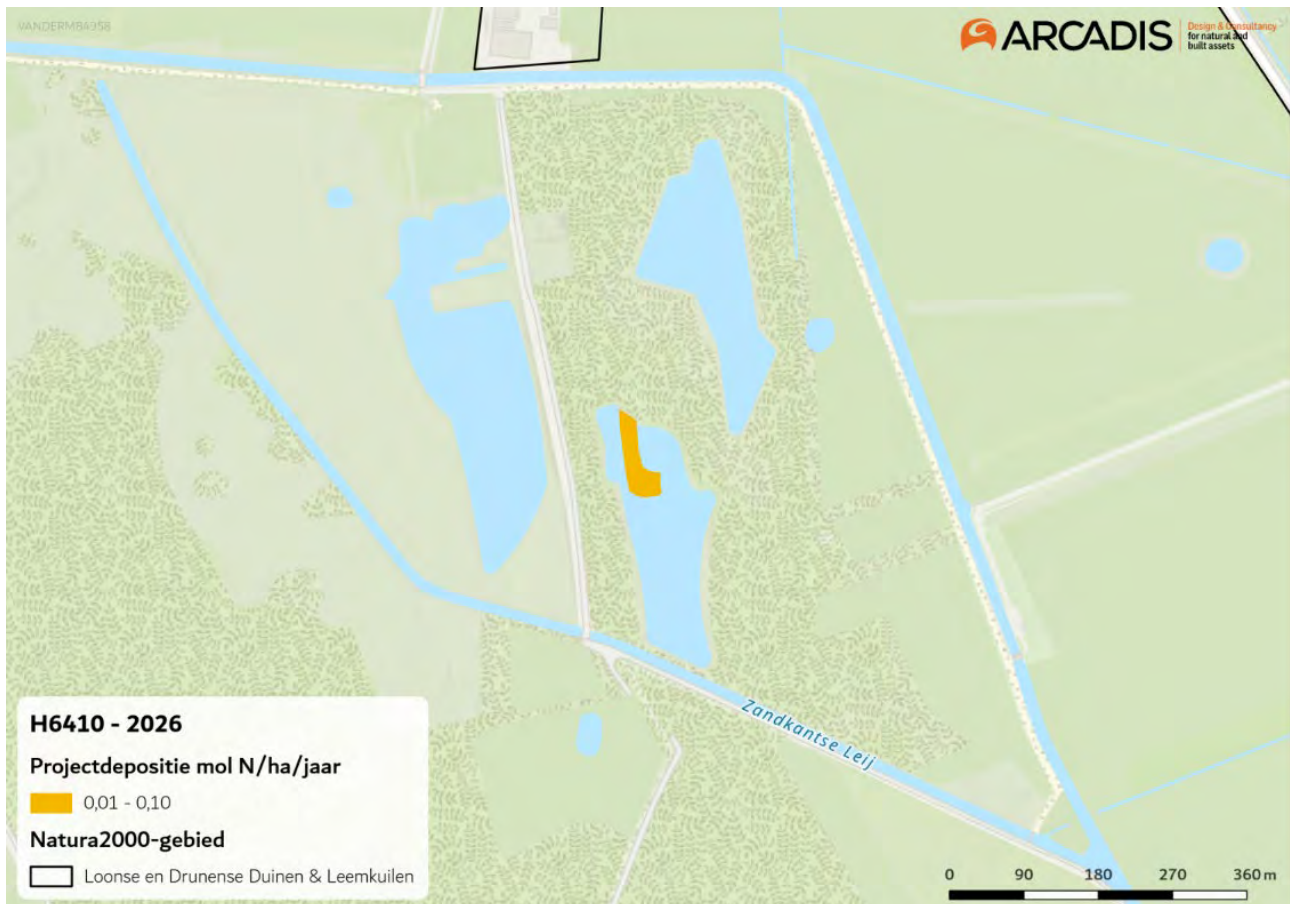 VANDERMB4958
ARCADIS
Design & Consultancy
for natural and
built assets
Zandkantse Leij
H6410 - 2026
Projectdepositie mol N/ha/jaar
0,01 - 0,10
Natura2000-gebied
Loonse en Drunense Duinen & Leemkuilen
0 90 180 270 360 m